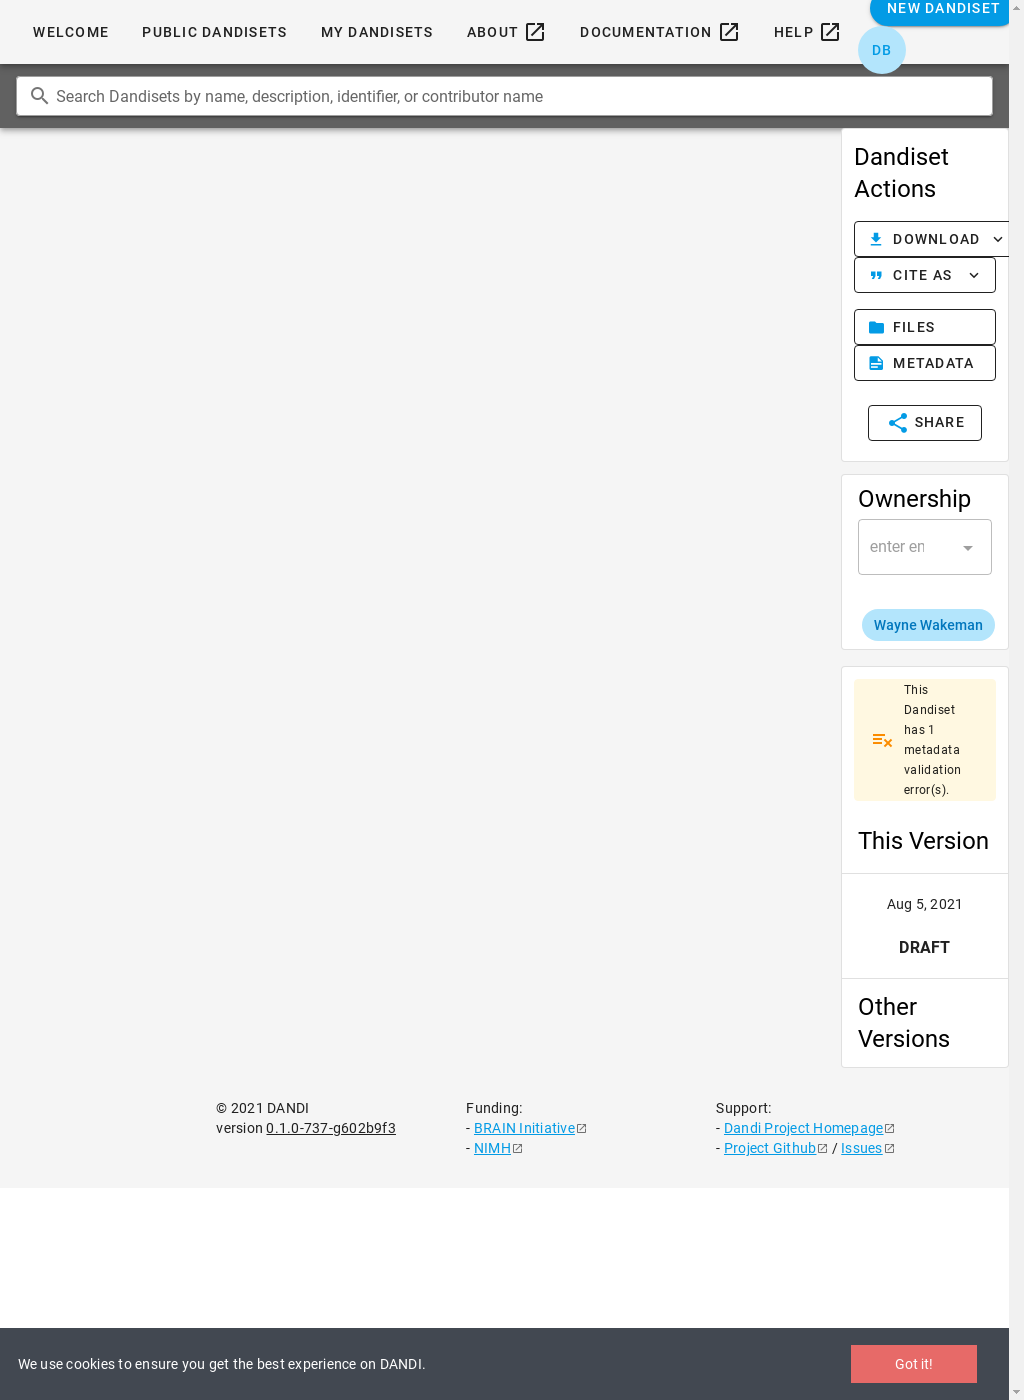 WELCOME PUBLIC DANDISETS MY DANDISETS ABOUT DOCUMENTATION HELP NEW DANDISET
DB
Search Dandisets by name, description, identifier, or contributor name
Dandiset
Actions
DOWNLOAD
CITE AS
FILES
METADATA
SHARE
Ownership
enter en
Wayne Wakeman
This
Dandiset
has 1
metadata
validation
error(s).
This Version
Aug 5, 2021
DRAFT
Other
Versions
© 2021 DANDI
version 0.1.0-737-g602b9f3
Funding:
- BRAIN Initiative
- NIMH
Support:
- Dandi Project Homepage
- Project Github / Issues
We use cookies to ensure you get the best experience on DANDI.
Got it!